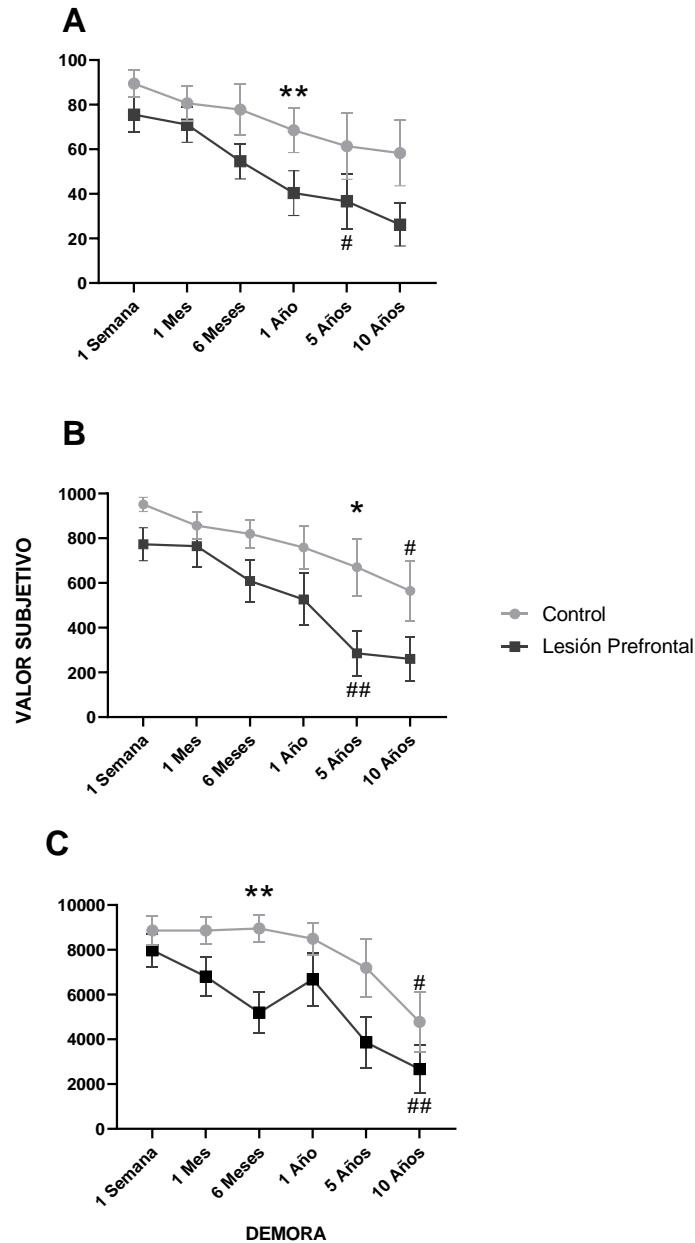 A
100
80
60
40
20
0
**
#
1 Semana
1 Mes
6 Meses
1 Año
5 Años
10 Años
B
VALOR SUBJETIVO
1000
800
600
400
200
0
*
#
##
1 Semana
1 Mes
6 Meses
1 Año
5 Años
10 Años
Control
Lesión Prefrontal
C
10000
8000
6000
4000
2000
0
**
#
##
1 Semana
1 Mes
6 Meses
1 Año
5 Años
10 Años
DEMORA